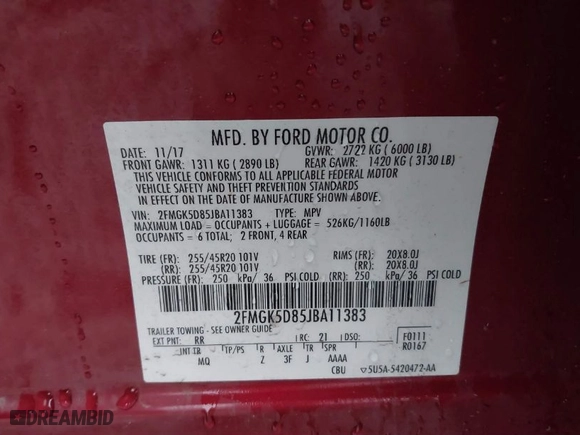 MFD. BY FORD MOTOR CO.
DATE: 11/17 GVWR: 2722 KG ( 6000 LB)
FRONT GAWR: 1311 KG ( 2890 LB) REAR GAWR: 1420 KG ( 3130 LB)
THIS VEHICLE CONFORMS TO ALL APPLICABLE FEDERAL MOTOR
VEHICLE SAFETY AND THEFT PREVENTION STANDARDS
IN EFFECT ON THE DATE OF MANUFACTURE SHOWN ABOVE.
VIN: 2FMGK5D85JBA11383 TYPE: MPV
MAXIMUM LOAD = OCCUPANTS + LUGGAGE = 526KG/1160LB
OCCUPANTS = 6 TOTAL; 2 FRONT, 4 REAR
TIRE (FR): 255/45R20 101V RIMS (FR): 20X8.0J
(RR): 255/45R20 101V (RR): 20X8.0J
PRESSURE (FR): 250 kPa/ 36 PSI COLD (RR): 250 kPa/ 36 PSI COLD
2FMGK5D85JBA11383
TRAILER TOWING - SEE OWNER GUIDE
EXT PNT: RR RC: 21 DSO: F0111
R0167
INT TR TP/PS R AXLE TR SPR
MQ Z 3F J AAAA
CBU 5U5A-5420472-AA
DREAMBID